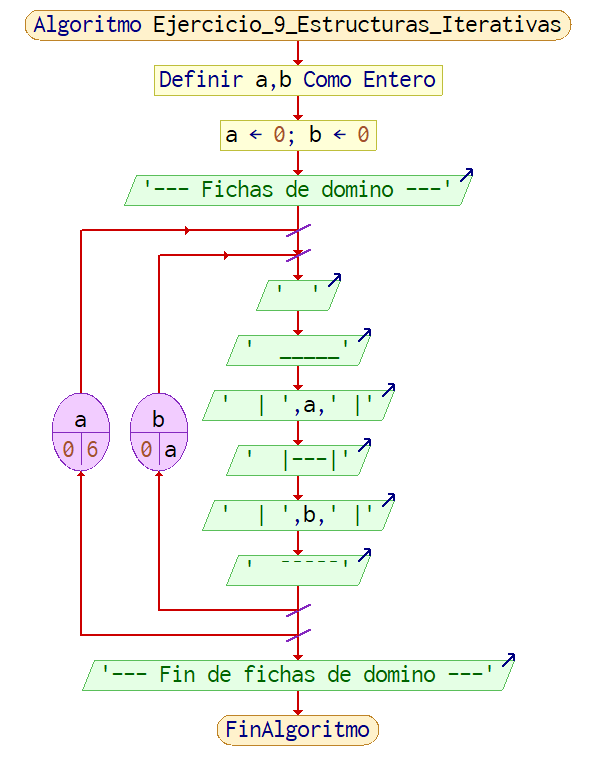 Algoritmo Ejercicio_9_Estructuras_Iterativas
Definir a,b Como Entero
a ← 0; b ← 0
'--- Fichas de domino ---'
'  '
'  _____'
a
b
'  | ',a,' |'
0 6
0 a
'  |---|'
'  | ',b,' |'
'  ¯¯¯¯¯'
'--- Fin de fichas de domino ---'
FinAlgoritmo